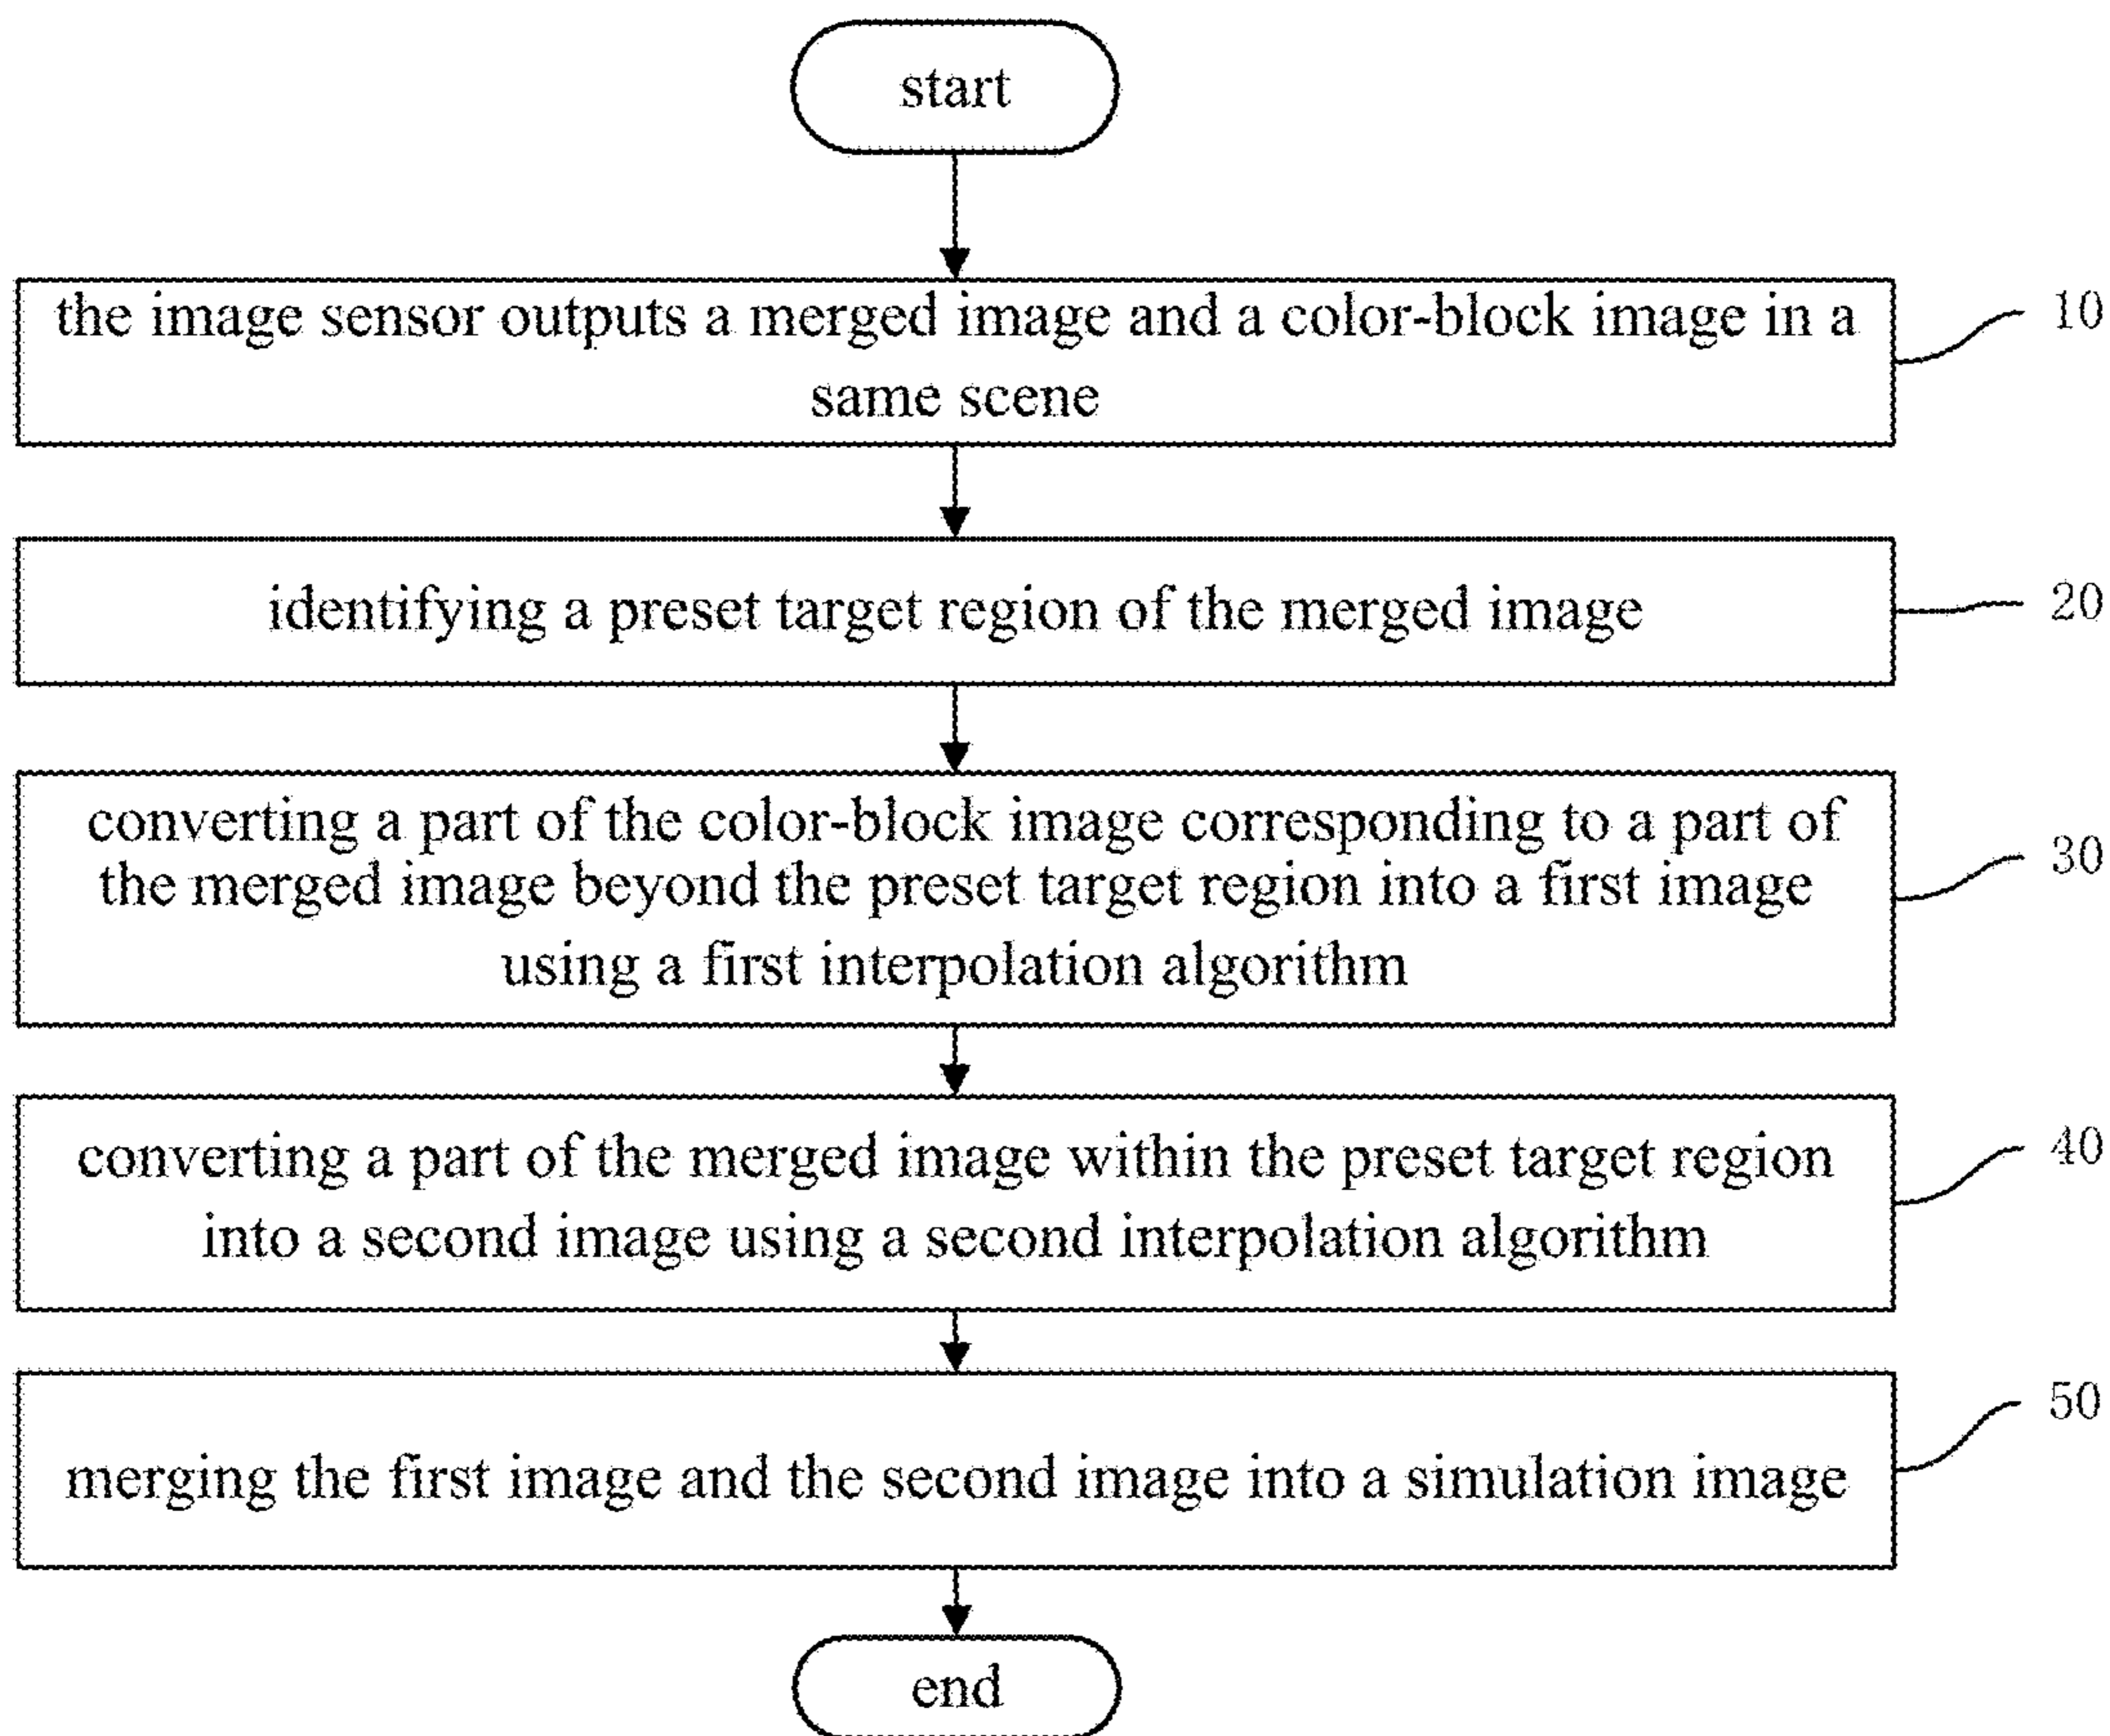 start
the image sensor outputs a merged image and a color-block image in a
same scene
10
identifying a preset target region of the merged image
20
converting a part of the color-block image corresponding to a part of
the merged image beyond the preset target region into a first image
using a first interpolation algorithm
30
converting a part of the merged image within the preset target region
into a second image using a second interpolation algorithm
40
merging the first image and the second image into a simulation image
50
end